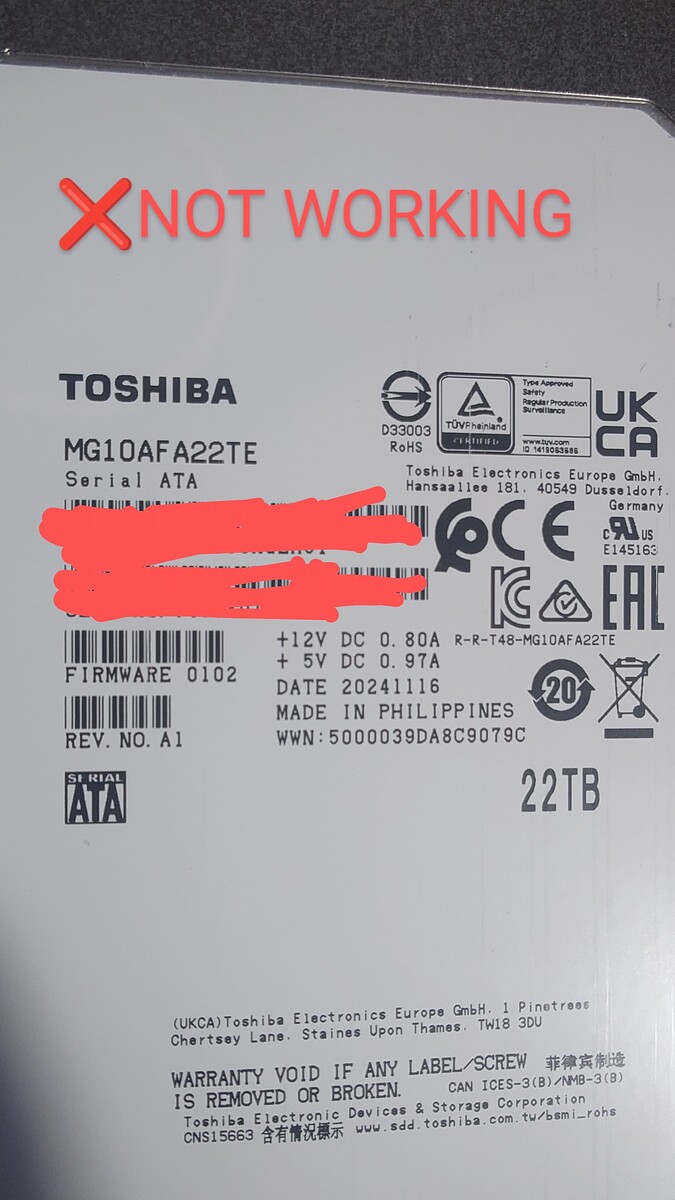 ❌NOT WORKING
TOSHIBA
MG10AFA22TE
Serial ATA
D33003
RoHS
TÜVRheinland
CERTIFIED
Type Approved
Safety
Regular Production
Surveillance
www.tuv.com
ID 1419063586
UK
CA
Toshiba Electronics Europe GmbH.
Hansaallee 181. 40549 Dusseldorf.
Germany
CE
c US
E145163
EAC
R-R-T48-MG10AFA22TE
+12V DC 0.80A
+ 5V DC 0.97A
FIRMWARE 0102
DATE 20241116
MADE IN PHILIPPINES
REV. NO. A1
WWN:5000039DA8C9079C
20
SERIAL
ATA
22TB
(UKCA)Toshiba Electronics Europe GmbH. 1 Pinetrees
Chertsey Lane. Staines Upon Thames. TW18 3DU
WARRANTY VOID IF ANY LABEL/SCREW 菲律宾制造
IS REMOVED OR BROKEN. CAN ICES-3(B)/NMB-3(B)
Toshiba Electronic Devices & Storage Corporation
CNS15663 含有情況標示 www.sdd.toshiba.com.tw/bsmi_rohs